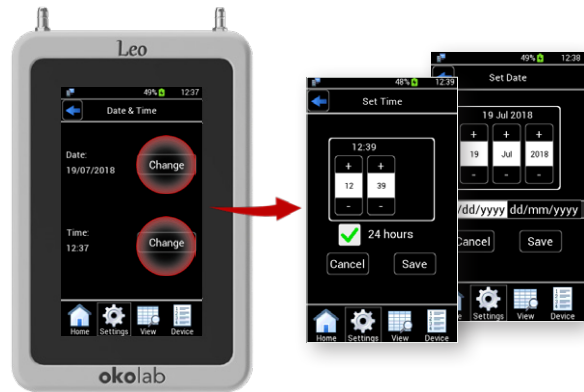 Leo
49% 12:37
Date & Time
Date:
19/07/2018
Change
Time:
12:37
Change
Home Settings View Device
okolab
48% 12:39
Set Time
12:39
+ +
12 39
- -
24 hours
Cancel Save
Home Settings View Device
49% 12:38
Set Date
19 Jul 2018
+ + +
19 Jul 2018
- - -
/dd/yyyy dd/mm/yyyy
Cancel Save
Settings View Device